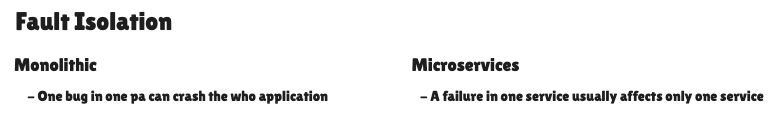 Fault Isolation
Monolithic
– One bug in one pa can crash the who application
Microservices
– A failure in one service usually affects only one service